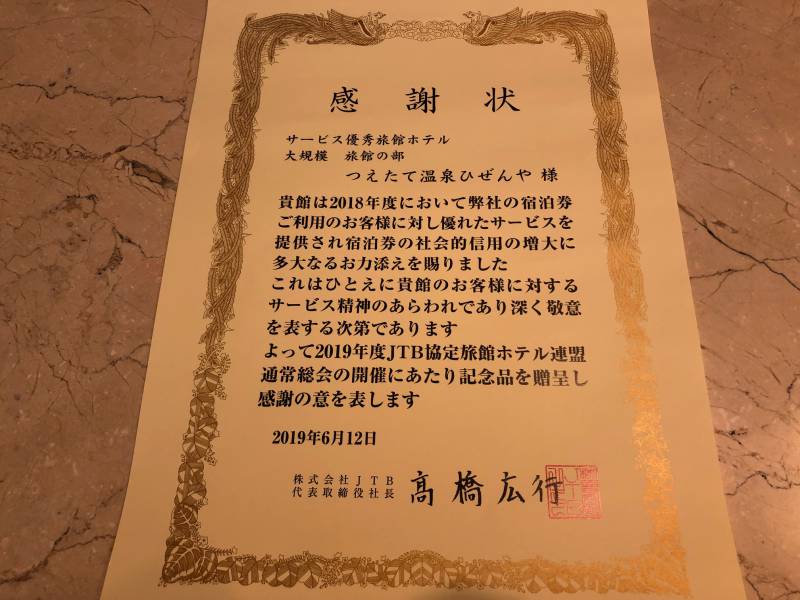 感謝状
サービス優秀旅館ホテル
大規模 旅館の部
つえたて温泉ひぜんや 様
貴館は2018年度において弊社の宿泊券
ご利用のお客様に対し優れたサービスを
提供され宿泊券の社会的信用の増大に
多大なるお力添えを賜りました
これはひとえに貴館のお客様に対する
サービス精神のあらわれであり深く敬意
を表する次第であります
よって2019年度JTB協定旅館ホテル連盟
通常総会の開催にあたり記念品を贈呈し
感謝の意を表します
2019年6月12日
株式会社JTB
代表取締役社長
髙橋広行